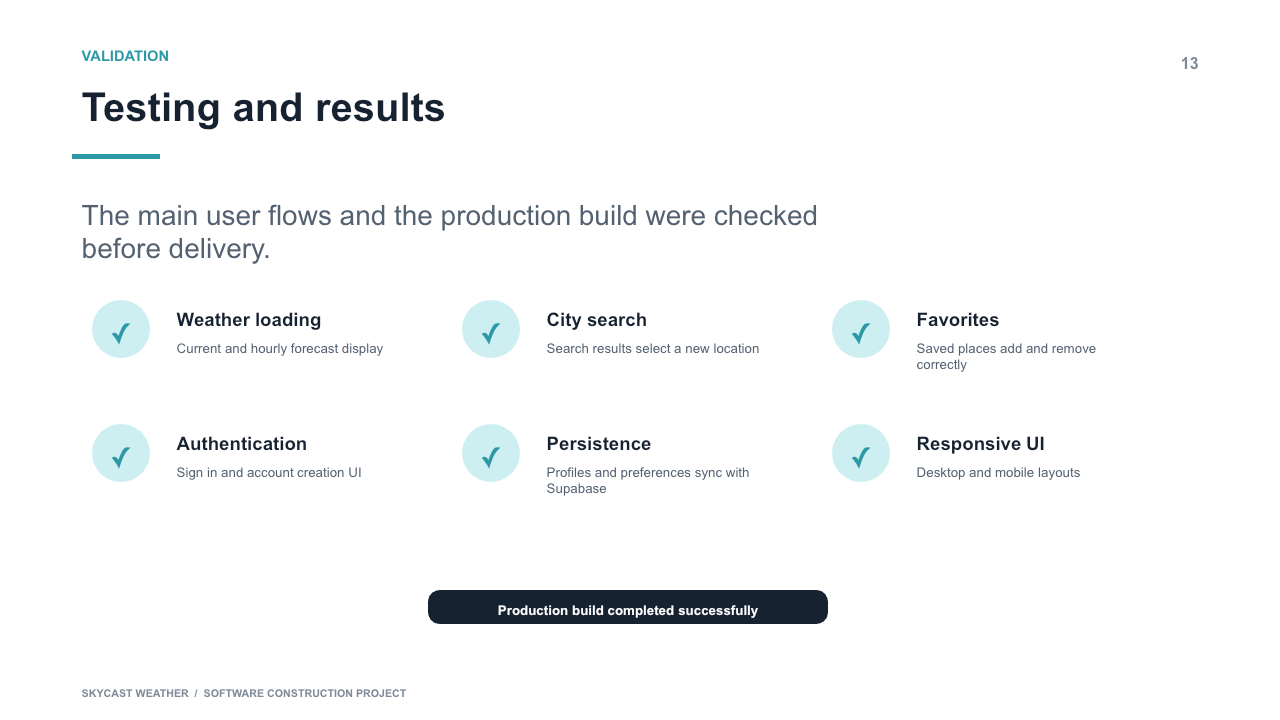 VALIDATION
13
Testing and results
The main user flows and the production build were checked
before delivery.
Weather loading
Current and hourly forecast display
City search
Search results select a new location
Favorites
Saved places add and remove
correctly
Authentication
Sign in and account creation UI
Persistence
Profiles and preferences sync with
Supabase
Responsive UI
Desktop and mobile layouts
Production build completed successfully
SKYCAST WEATHER / SOFTWARE CONSTRUCTION PROJECT